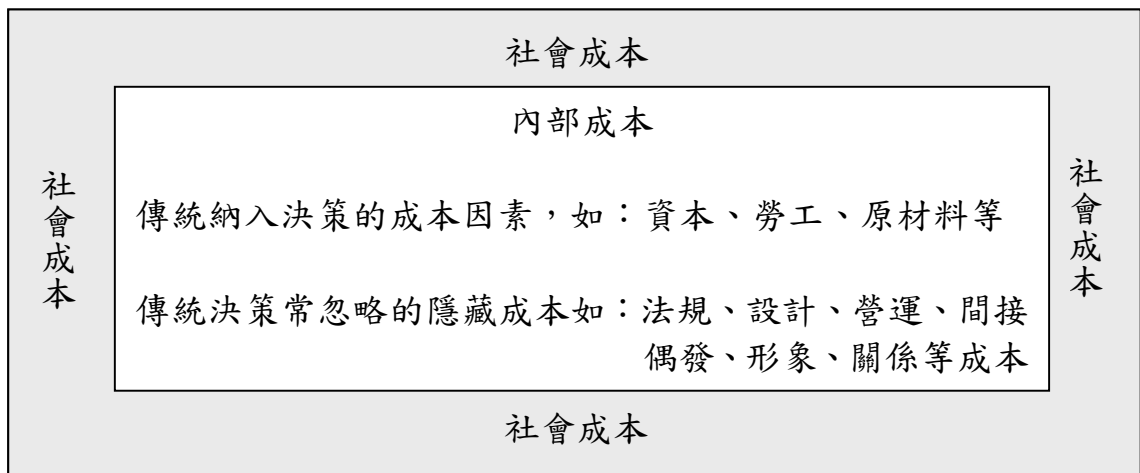 社會成本
內部成本
社會成本
傳統納入決策的成本因素，如：資本、勞工、原材料等
傳統決策常忽略的隱藏成本如：法規、設計、營運、間接
偶發、形象、關係等成本
社會成本
社會成本